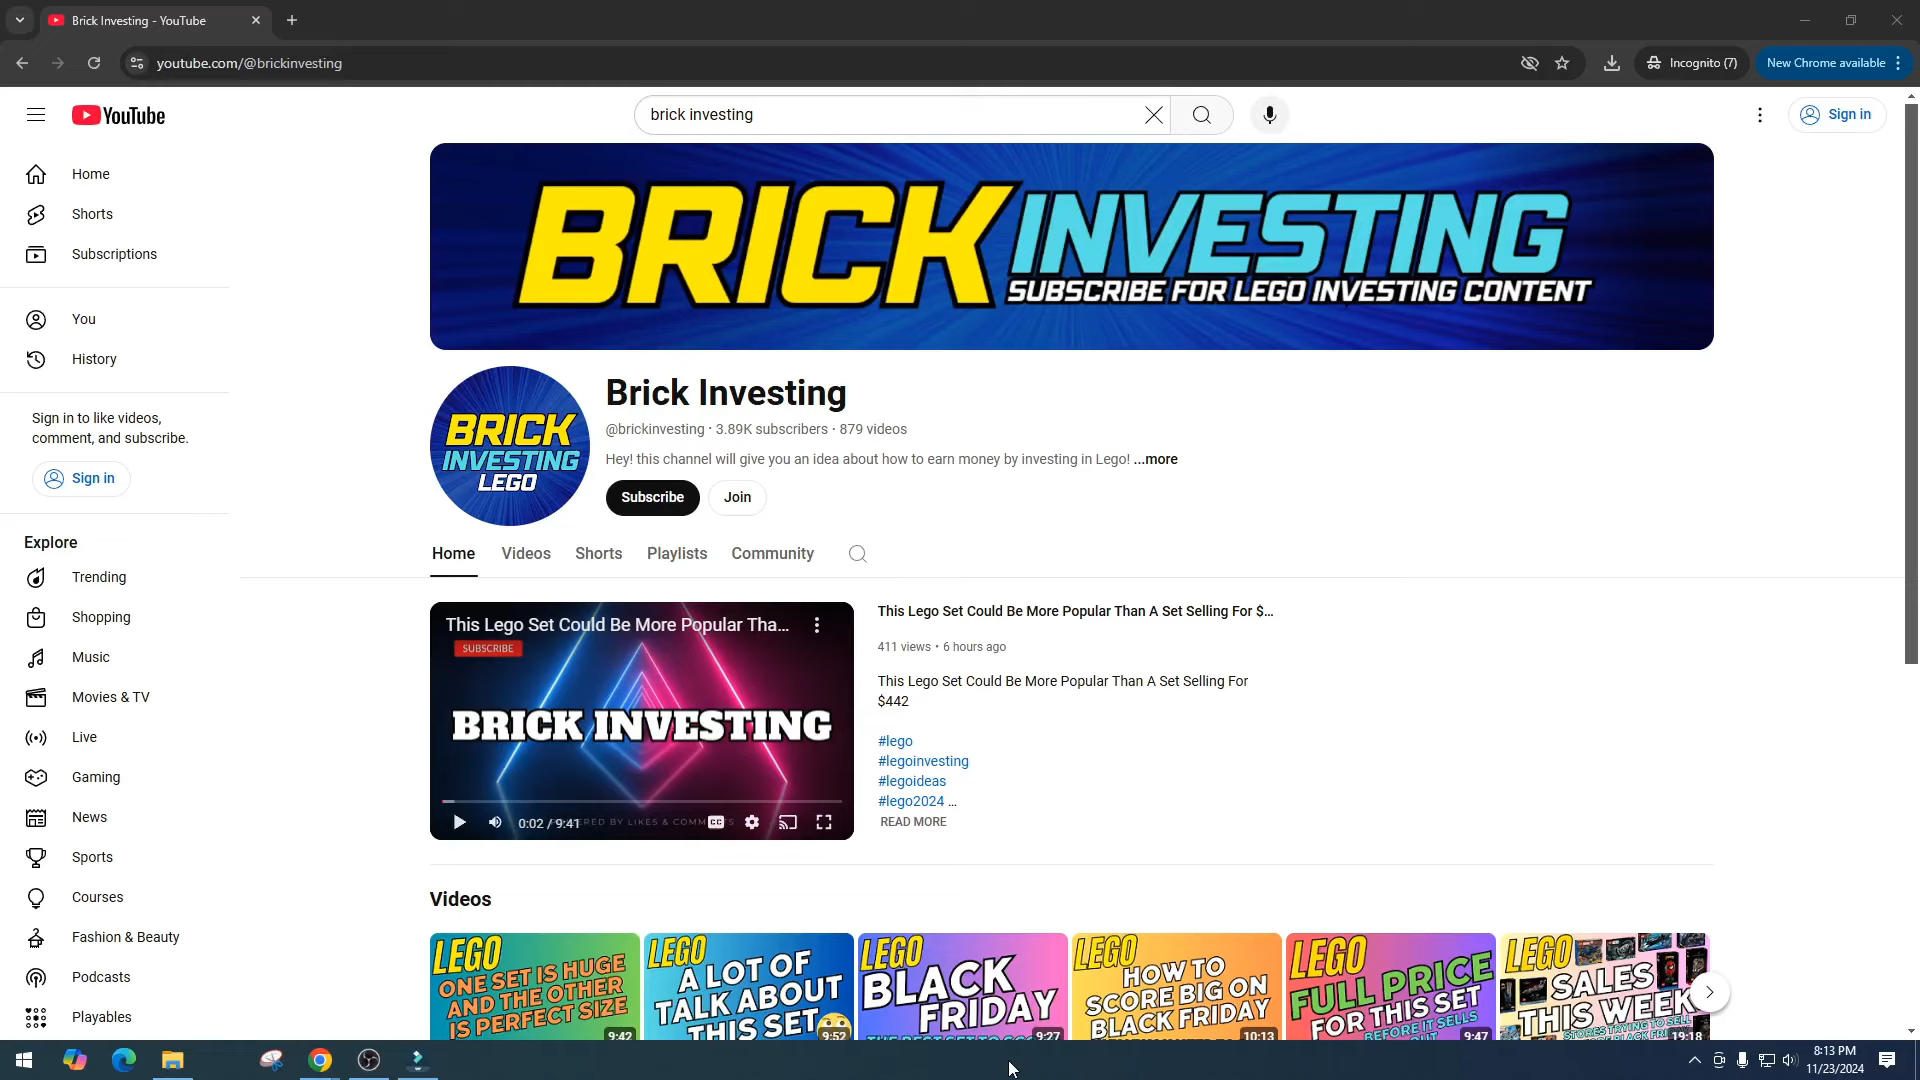 Brick Investing - YouTube
youtube.com/@brickinvesting
Incognito (7)
New Chrome available
YouTube
brick investing
Sign in
Home
Shorts
Subscriptions
You
History
Sign in to like videos,
comment, and subscribe.
Sign in
Explore
Trending
Shopping
Music
Movies & TV
Live
Gaming
News
Sports
Courses
Fashion & Beauty
Podcasts
Playables
BRICK INVESTING
SUBSCRIBE FOR LEGO INVESTING CONTENT
BRICK
INVESTING
LEGO
Brick Investing
@brickinvesting · 3.89K subscribers · 879 videos
Hey! this channel will give you an idea about how to earn money by investing in Lego! ...more
Subscribe
Join
Home
Videos
Shorts
Playlists
Community
This Lego Set Could Be More Popular Tha...
SUBSCRIBE
BRICK INVESTING
0:02 / 9:41
This Lego Set Could Be More Popular Than A Set Selling For $...
411 views • 6 hours ago
This Lego Set Could Be More Popular Than A Set Selling For
$442
#lego
#legoinvesting
#legoideas
#lego2024 ...
READ MORE
Videos
LEGO
ONE SET IS HUGE
AND THE OTHER
IS PERFECT SIZE
9:42
LEGO
A LOT OF
TALK ABOUT
THIS SET
9:52
LEGO
BLACK
FRIDAY
9:27
LEGO
HOW TO
SCORE BIG ON
BLACK FRIDAY
10:13
LEGO
FULL PRICE
FOR THIS SET
BEFORE IT SELLS
9:47
LEGO
SALES
THIS WEEK
STORES TRYING TO SELL
19:18
8:13 PM
11/23/2024